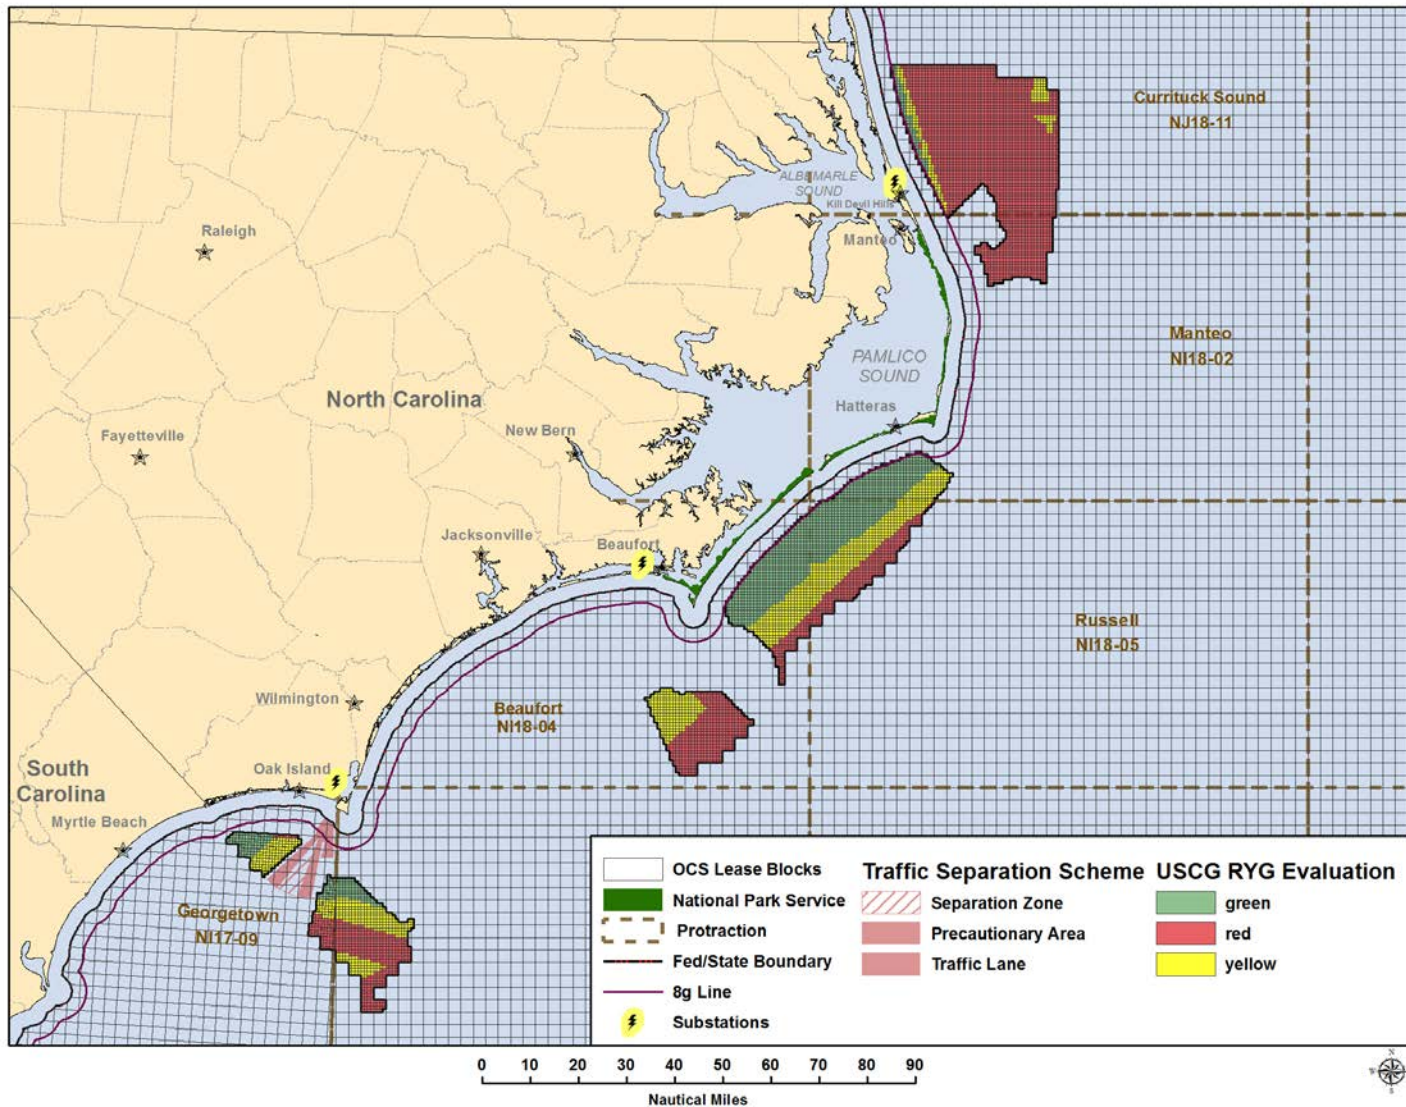 Currituck Sound
NJ18-11
ALBEMARLE
SOUND
Kill Devil Hills
Raleigh
Manteo
Manteo
NI18-02
PAMLICO
SOUND
North Carolina
Hatteras
Fayetteville
New Bern
Jacksonville
Beaufort
Russell
NI18-05
Wilmington
Beaufort
NI18-04
South
Carolina
Oak Island
Myrtle Beach
Georgetown
NI17-09
OCS Lease Blocks
National Park Service
Protraction
Fed/State Boundary
8g Line
Substations
Traffic Separation Scheme
Separation Zone
Precautionary Area
Traffic Lane
USCG RYG Evaluation
green
red
yellow
0 10 20 30 40 50 60 70 80 90
Nautical Miles